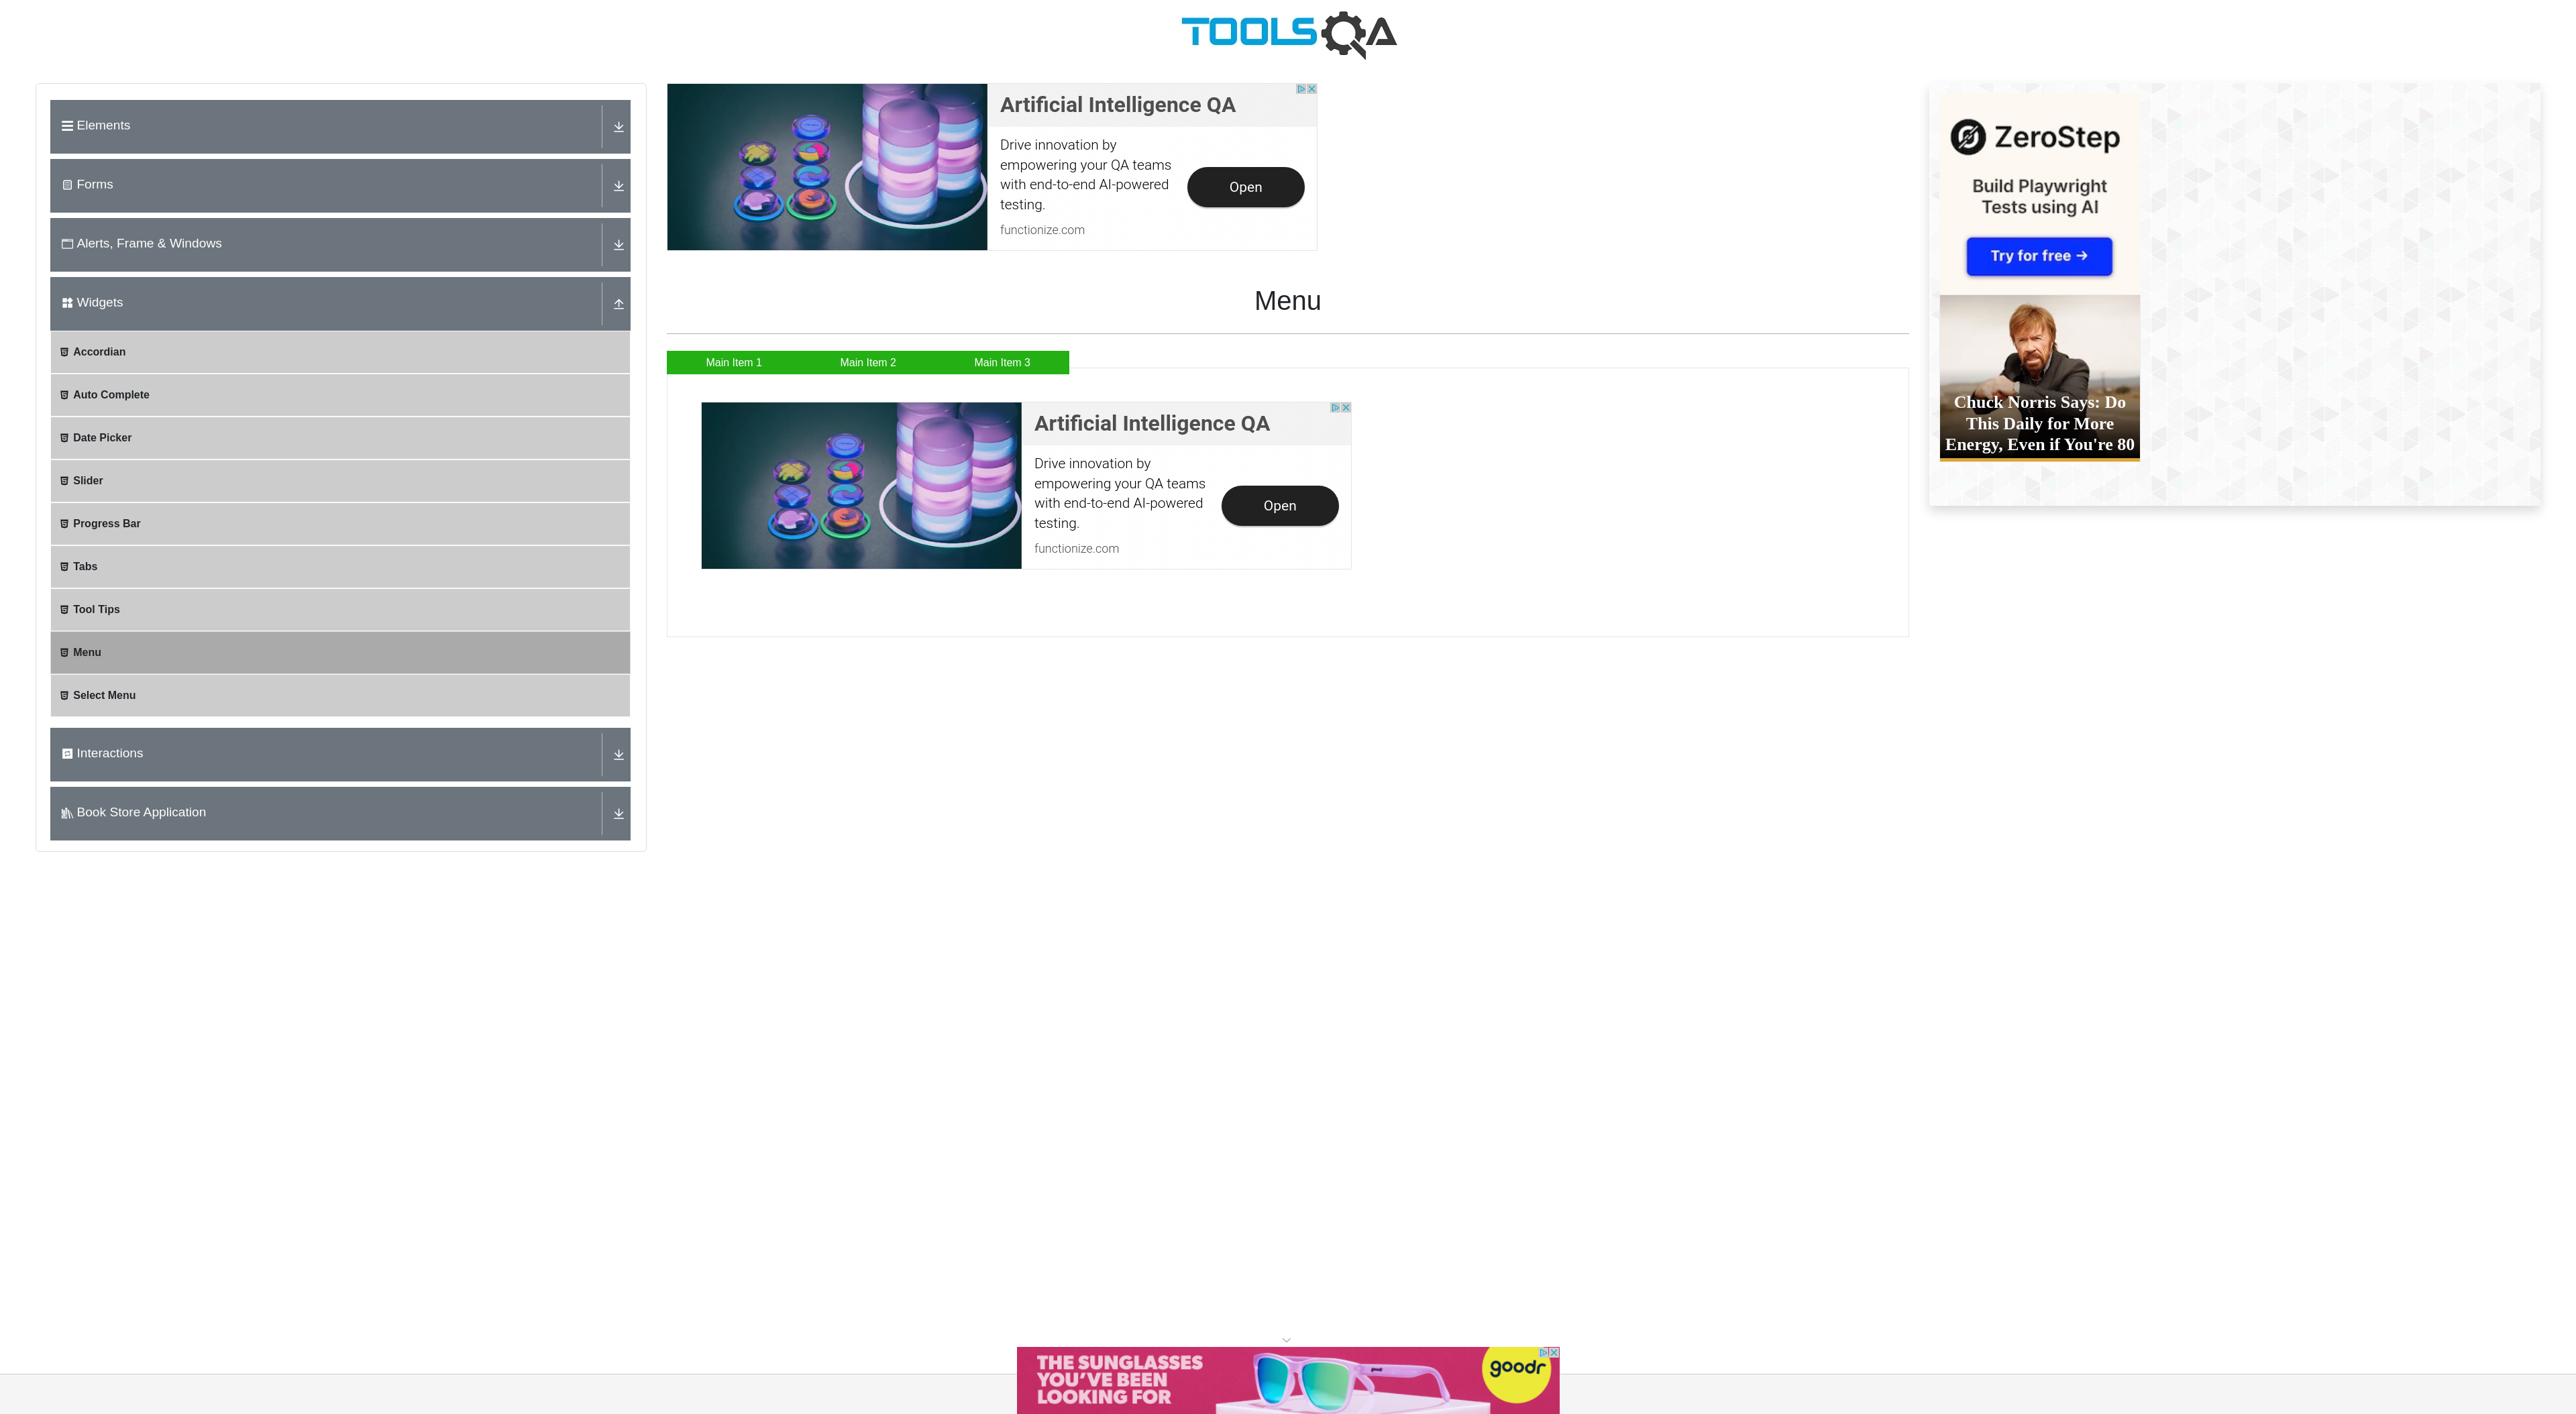 TOOLSQA
Elements
Forms
Alerts, Frame & Windows
Widgets
Accordian
Auto Complete
Date Picker
Slider
Progress Bar
Tabs
Tool Tips
Menu
Select Menu
Interactions
Book Store Application
Artificial Intelligence QA
Drive innovation by
empowering your QA teams
with end-to-end AI-powered
testing.
Open
functionize.com
Menu
Main Item 1
Main Item 2
Main Item 3
Artificial Intelligence QA
Drive innovation by
empowering your QA teams
with end-to-end AI-powered
testing.
Open
functionize.com
ZeroStep
Build Playwright
Tests using AI
Try for free →
Chuck Norris Says: Do
This Daily for More
Energy, Even if You're 80
THE SUNGLASSES
YOU'VE BEEN
LOOKING FOR
goodr